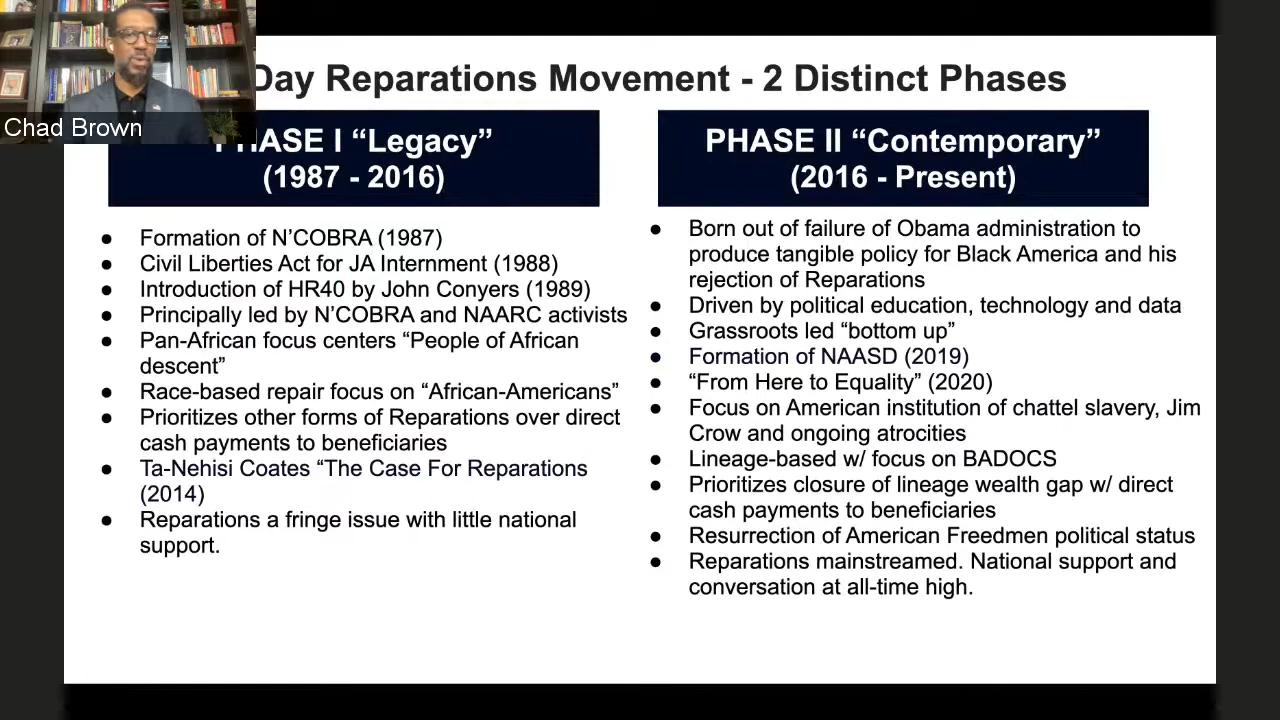 Day Reparations Movement - 2 Distinct Phases
Chad Brown
PHASE I “Legacy”
(1987 - 2016)
● Formation of N’COBRA (1987)
● Civil Liberties Act for JA Internment (1988)
● Introduction of HR40 by John Conyers (1989)
● Principally led by N’COBRA and NAARC activists
● Pan-African focus centers “People of African
descent”
● Race-based repair focus on “African-Americans”
● Prioritizes other forms of Reparations over direct
cash payments to beneficiaries
● Ta-Nehisi Coates “The Case For Reparations
(2014)
● Reparations a fringe issue with little national
support.
PHASE II “Contemporary”
(2016 - Present)
● Born out of failure of Obama administration to
produce tangible policy for Black America and his
rejection of Reparations
● Driven by political education, technology and data
● Grassroots led “bottom up”
● Formation of NAASD (2019)
● “From Here to Equality” (2020)
● Focus on American institution of chattel slavery, Jim
Crow and ongoing atrocities
● Lineage-based w/ focus on BADOCS
● Prioritizes closure of lineage wealth gap w/ direct
cash payments to beneficiaries
● Resurrection of American Freedmen political status
● Reparations mainstreamed. National support and
conversation at all-time high.